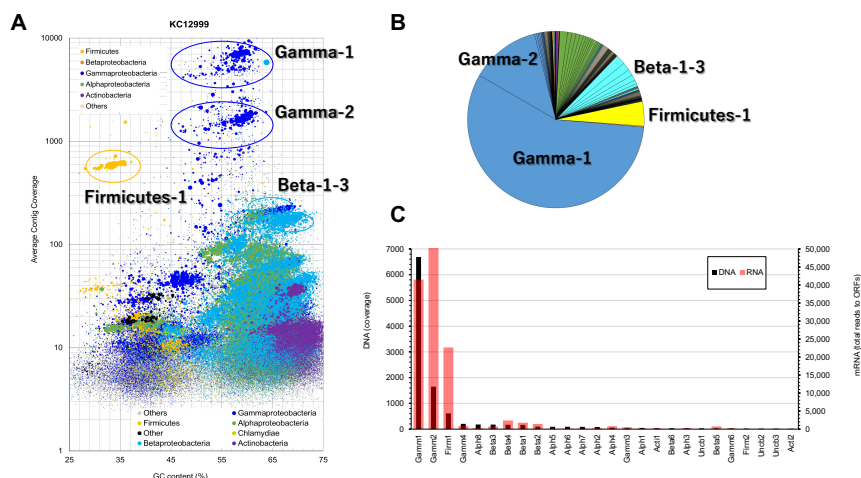 A
KC12999
10000
1000
100
10
1
Average Contig Coverage
Firmicutes
Betaproteobacteria
Gammaproteobacteria
Alphaproteobacteria
Actinobacteria
Others
Gamma-1
Gamma-2
Firmicutes-1
Beta-1-3
Others
Firmicutes
Other
Betaproteobacteria
Gammaproteobacteria
Alphaproteobacteria
Chlamydiae
Actinobacteria
25 35 45 55 65 75
GC content (%)
B
Gamma-2
Beta-1-3
Firmicutes-1
Gamma-1
C
7000
6000
5000
4000
3000
2000
1000
0
DNA (coverage)
DNA RNA
50,000
45,000
40,000
35,000
30,000
25,000
20,000
15,000
10,000
5,000
0
mRNA (total reads to ORFs)
Gamm1
Gamm2
Firm1
Gamm4
Alph8
Beta3
Beta4
Beta1
Beta2
Alph5
Alph6
Alph7
Alph2
Alph4
Gamm3
Alph1
Acti1
Beta6
Alph3
Uncb1
Beta5
Gamm6
Firm2
Uncb2
Uncb3
Acti2